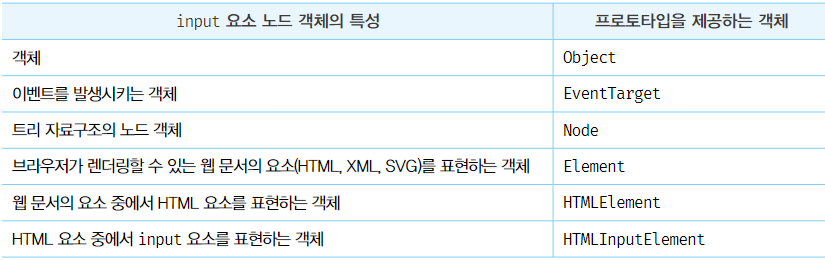 input 요소 노드 객체의 특성 프로토타입을 제공하는 객체
객체 Object
이벤트를 발생시키는 객체 EventTarget
트리 자료구조의 노드 객체 Node
브라우저가 렌더링할 수 있는 웹 문서의 요소(HTML, XML, SVG)를 표현하는 객체 Element
웹 문서의 요소 중에서 HTML 요소를 표현하는 객체 HTMLElement
HTML 요소 중에서 input 요소를 표현하는 객체 HTMLInputElement